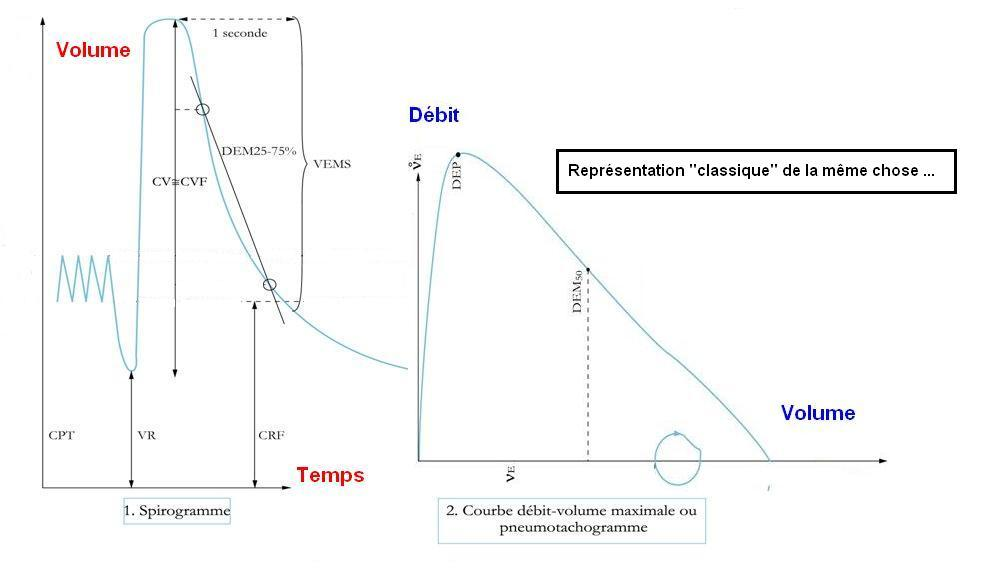 1 seconde
Volume
DEM25-75%
VEMS
CV≅CVF
CPT
VR
CRF
Temps
1. Spirogramme
Débit
V̊E
DEP
Représentation "classique" de la même chose ...
DEM50
Volume
VE
2. Courbe débit-volume maximale ou
pneumotachogramme